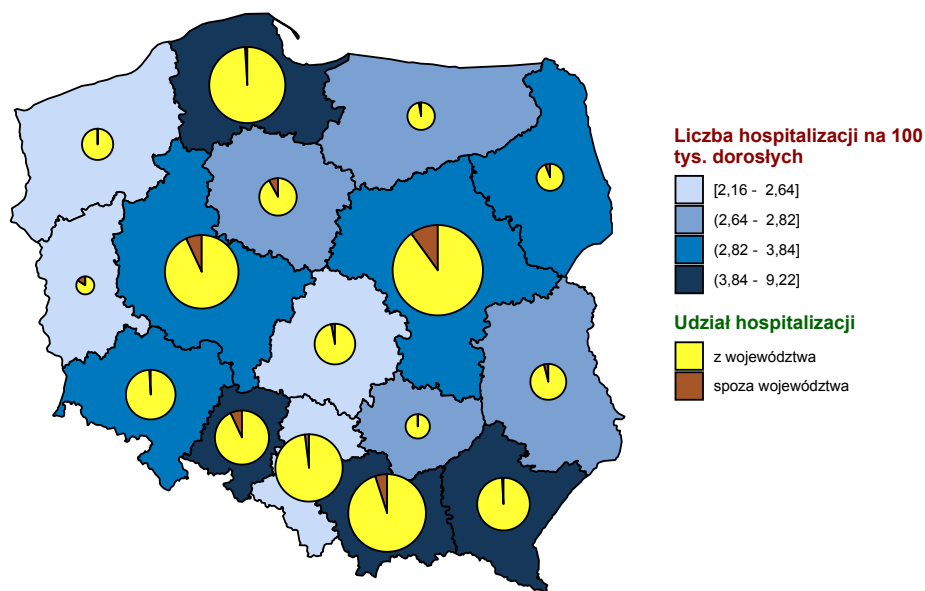 Liczba hospitalizacji na 100
tys. dorosłych
[2,16 - 2,64]
(2,64 - 2,82]
(2,82 - 3,84]
(3,84 - 9,22]
Udział hospitalizacji
z województwa
spoza województwa